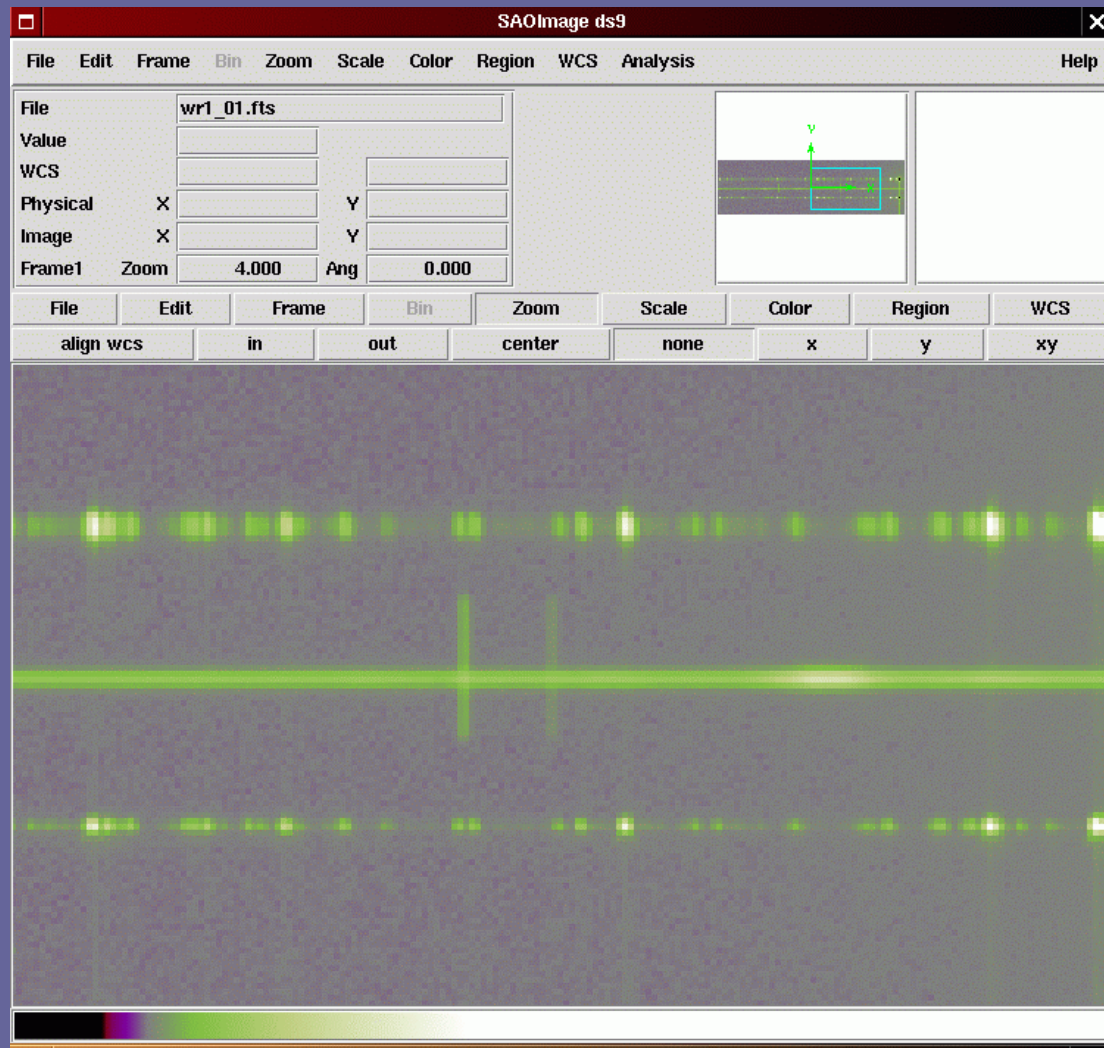 SAOImage ds9
File Edit Frame Bin Zoom Scale Color Region WCS Analysis Help
File wr1_01.fts
Value
WCS
Physical X Y
Image X Y
Frame1 Zoom 4.000 Ang 0.000
Y
X
File Edit Frame Bin Zoom Scale Color Region WCS
align wcs in out center none x y xy